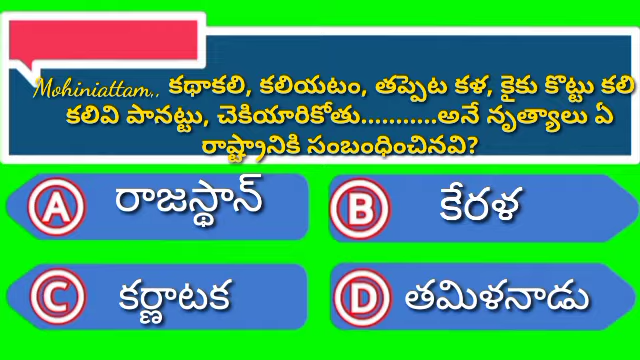 Mohiniattam,, కథాకలి, కలియటం, తప్పెట కళ, కైకు కొట్టు కలి
కలివి పానట్టు, చెకియారికోతు...........అనే నృత్యాలు ఏ
రాష్ట్రానికి సంబంధించినవి?
A రాజస్థాన్
B కేరళ
C కర్ణాటక
D తమిళనాడు